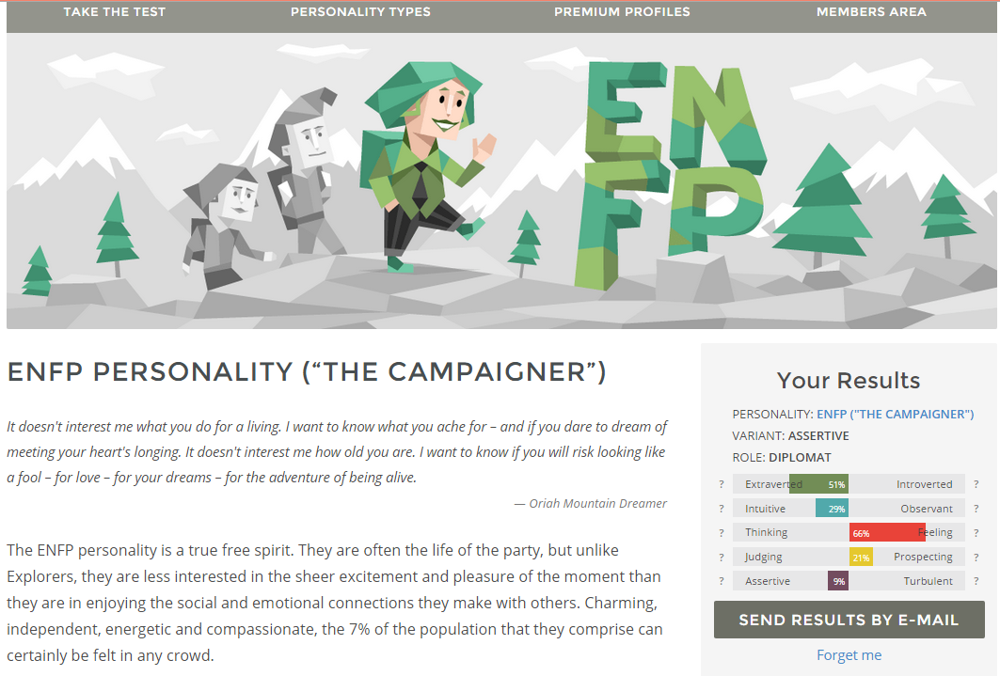 TAKE THE TEST PERSONALITY TYPES PREMIUM PROFILES MEMBERS AREA
EN
FP
ENFP PERSONALITY (“THE CAMPAIGNER”)
It doesn't interest me what you do for a living. I want to know what you ache for – and if you dare to dream of
meeting your heart's longing. It doesn't interest me how old you are. I want to know if you will risk looking like
a fool – for love – for your dreams – for the adventure of being alive.
— Oriah Mountain Dreamer
The ENFP personality is a true free spirit. They are often the life of the party, but unlike
Explorers, they are less interested in the sheer excitement and pleasure of the moment than
they are in enjoying the social and emotional connections they make with others. Charming,
independent, energetic and compassionate, the 7% of the population that they comprise can
certainly be felt in any crowd.
Your Results
PERSONALITY: ENFP ("THE CAMPAIGNER")
VARIANT: ASSERTIVE
ROLE: DIPLOMAT
? Extraverted 51% Introverted ?
? Intuitive 29% Observant ?
? Thinking 66% Feeling ?
? Judging 21% Prospecting ?
? Assertive 9% Turbulent ?
SEND RESULTS BY E-MAIL
Forget me